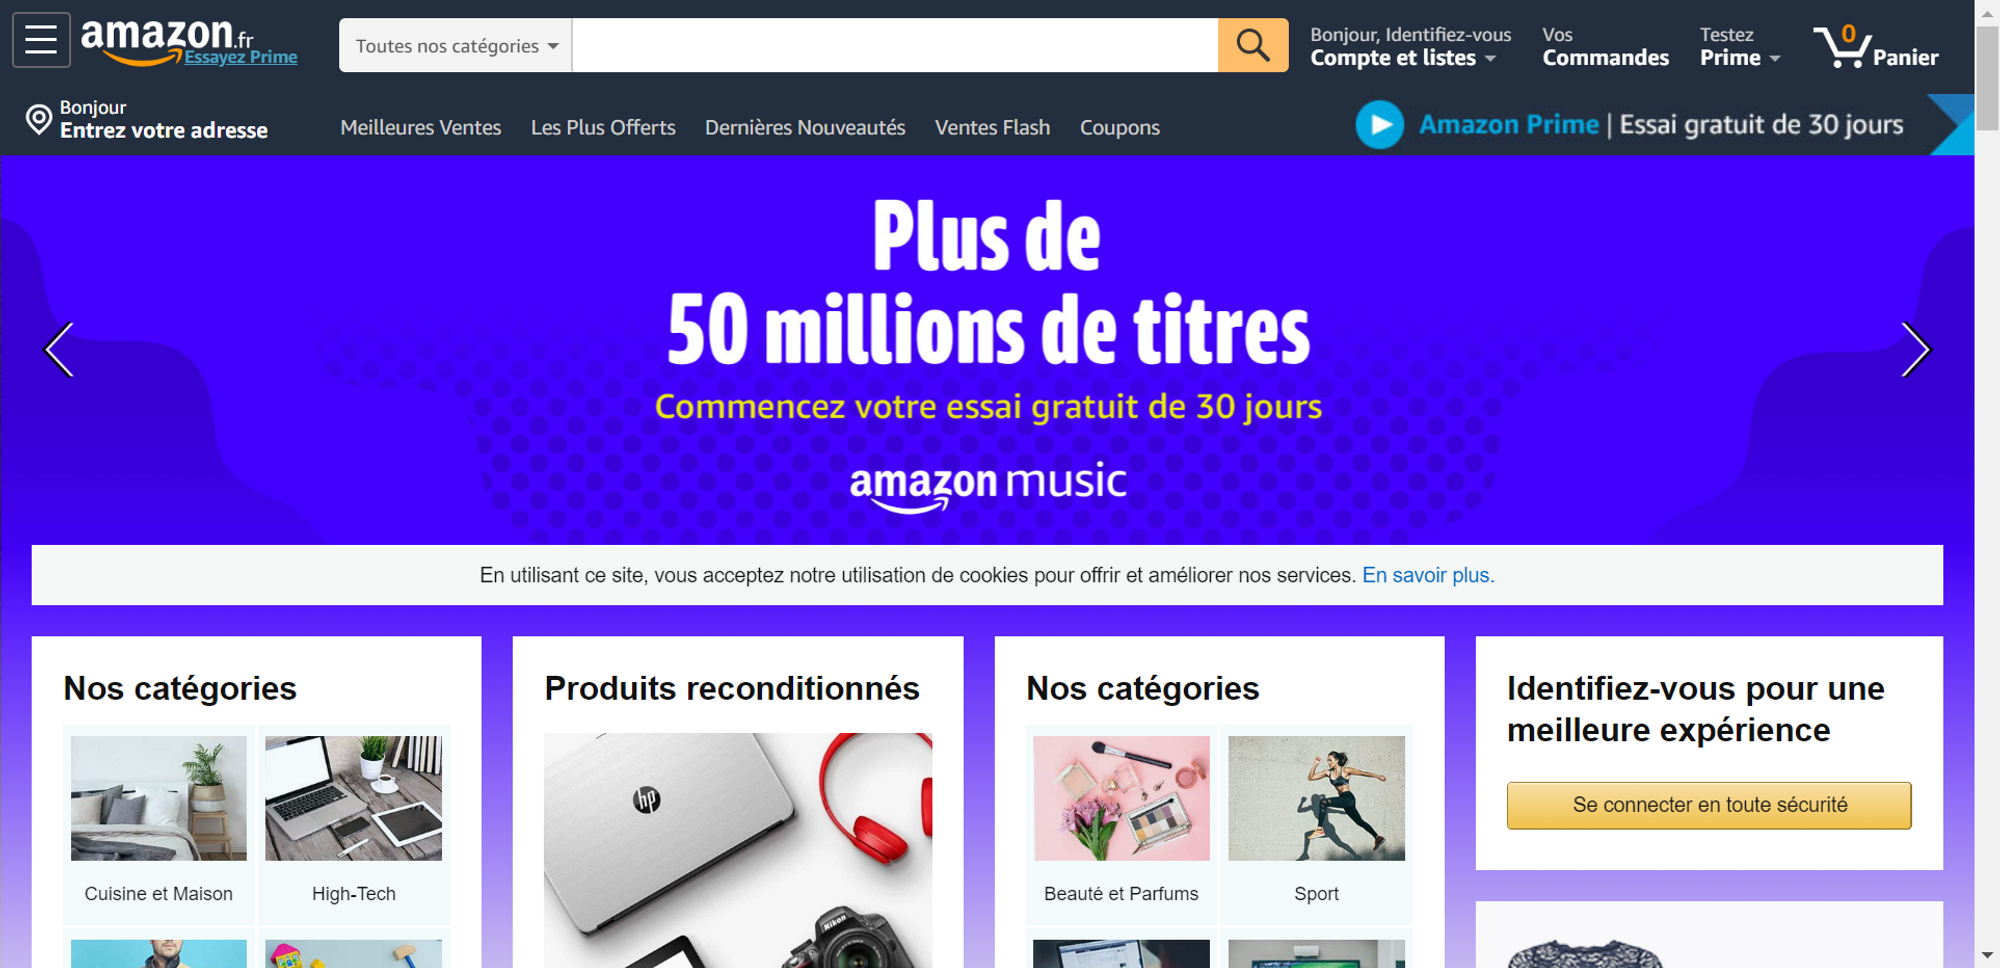 amazon.fr
Essayez Prime
Toutes nos catégories
Bonjour, Identifiez-vous
Compte et listes
Vos
Commandes
Testez
Prime
0
Panier
Bonjour
Entrez votre adresse
Meilleures Ventes
Les Plus Offerts
Dernières Nouveautés
Ventes Flash
Coupons
Amazon Prime | Essai gratuit de 30 jours
Plus de
50 millions de titres
Commencez votre essai gratuit de 30 jours
amazon music
En utilisant ce site, vous acceptez notre utilisation de cookies pour offrir et améliorer nos services. En savoir plus.
Nos catégories
Cuisine et Maison
High-Tech
Produits reconditionnés
hp
Nikon
Nos catégories
Beauté et Parfums
Sport
Identifiez-vous pour une
meilleure expérience
Se connecter en toute sécurité